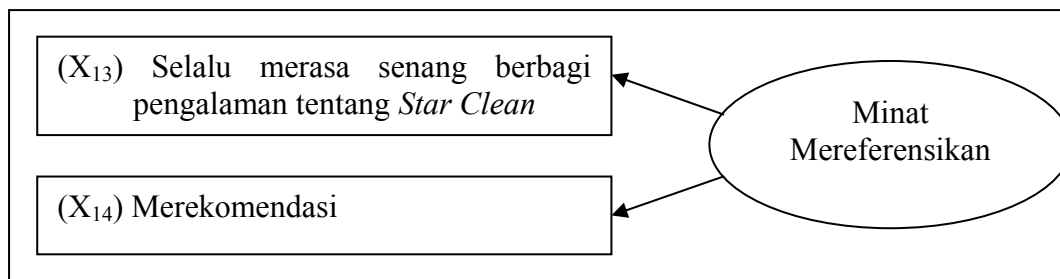 (X₁₃) Selalu merasa senang berbagi
pengalaman tentang Star Clean
Minat
Mereferensikan
(X₁₄) Merekomendasi